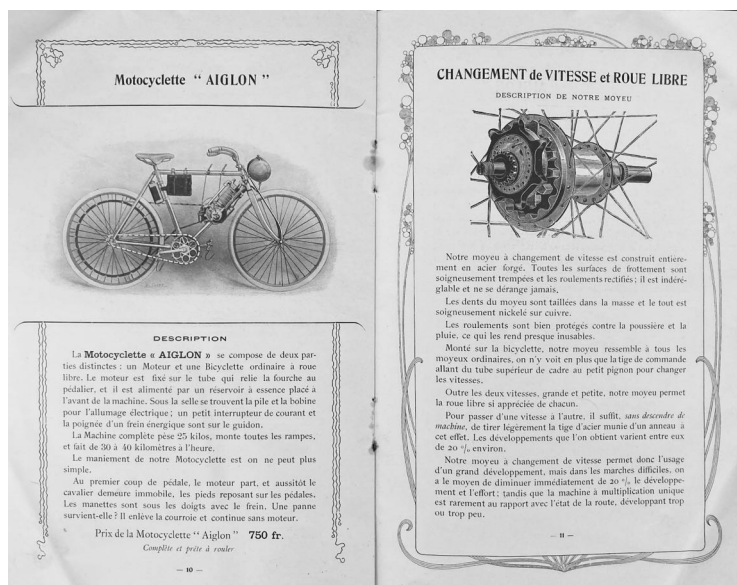 Motocyclette “ AIGLON ”
DESCRIPTION
La Motocyclette « AIGLON » se compose de deux par-
ties distinctes : un Moteur et une Bicyclette ordinaire à roue
libre. Le moteur est fixé sur le tube qui relie la fourche au
pédalier, et il est alimenté par un réservoir à essence placé à
l'avant de la machine. Sous la selle se trouvent la pile et la bobine
pour l'allumage électrique ; un petit interrupteur de courant et
la poignée d'un frein énergique sont sur le guidon.
La Machine complète pèse 25 kilos, monte toutes les rampes,
et fait de 30 à 40 kilomètres à l'heure.
Le maniement de notre Motocyclette est on ne peut plus
simple.
Au premier coup de pédale, le moteur part, et aussitôt le
cavalier demeure immobile, les pieds reposant sur les pédales.
Les manettes sont sous les doigts avec le frein. Une panne
survient-elle ? Il enlève la courroie et continue sans moteur.
Prix de la Motocyclette “ Aiglon ” 750 fr.
Complète et prête à rouler
— 10 —
CHANGEMENT de VITESSE et ROUE LIBRE
DESCRIPTION DE NOTRE MOYEU
Notre moyeu à changement de vitesse est construit entière-
ment en acier forgé. Toutes les surfaces de frottement sont
soigneusement trempées et les roulements rectifiés ; il est indéré-
glable et ne se dérange jamais.
Les dents du moyeu sont taillées dans la masse et le tout est
soigneusement nickelé sur cuivre.
Les roulements sont bien protégés contre la poussière et la
pluie, ce qui les rend presque inusables.
Monté sur la bicyclette, notre moyeu ressemble à tous les
moyeux ordinaires, on n'y voit en plus que la tige de commande
allant du tube supérieur de cadre au petit pignon pour changer
les vitesses.
Outre les deux vitesses, grande et petite, notre moyeu permet
la roue libre si appréciée de chacun.
Pour passer d'une vitesse à l'autre, il suffit, sans descendre de
machine, de tirer légèrement la tige d'acier munie d'un anneau à
cet effet. Les développements que l'on obtient varient entre eux
de 20 °/₀ environ.
Notre moyeu à changement de vitesse permet donc l'usage
d'un grand développement, mais dans les marches difficiles, on
a le moyen de diminuer immédiatement de 20 °/₀ le développe-
ment et l'effort ; tandis que la machine à multiplication unique
est rarement au rapport avec l'état de la route, développant trop
ou trop peu.
— 11 —